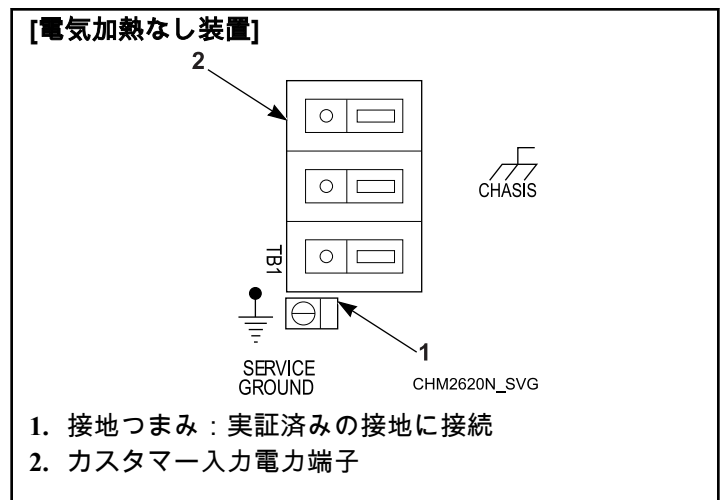 [電気加熱なし装置]
2
CHASIS
TB1
1
SERVICE
GROUND
CHM2620N_SVG
1. 接地つまみ：実証済みの接地に接続
2. カスタマー入力電力端子